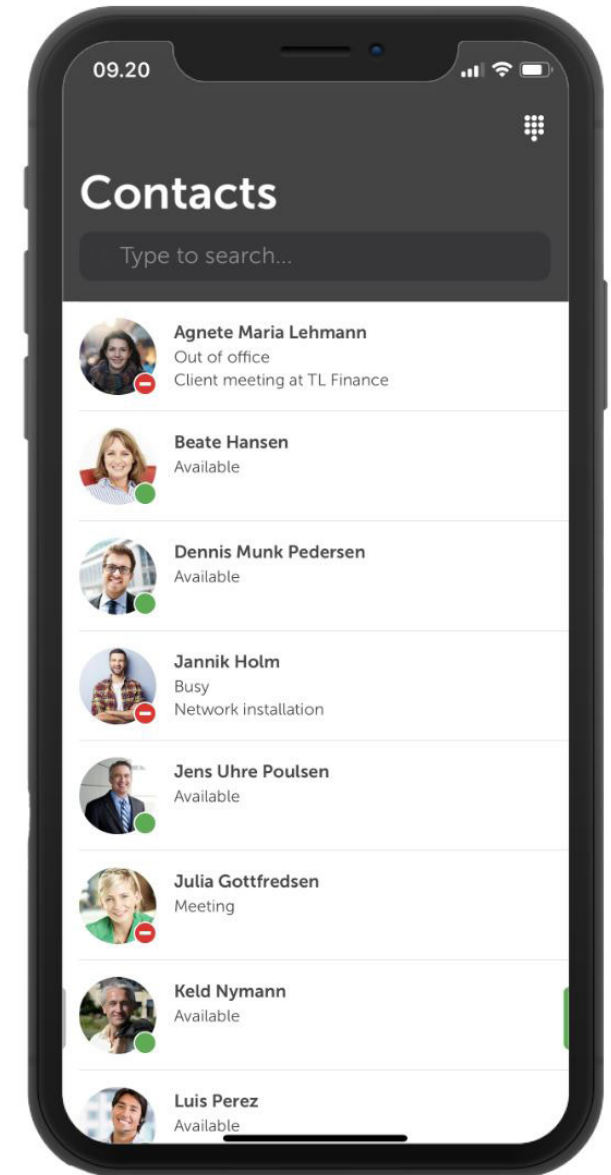 09.20
Contacts
Type to search...
Agnete Maria Lehmann
Out of office
Client meeting at TL Finance
Beate Hansen
Available
Dennis Munk Pedersen
Available
Jannik Holm
Busy
Network installation
Jens Uhre Poulsen
Available
Julia Gottfredsen
Meeting
Keld Nymann
Available
Luis Perez
Available